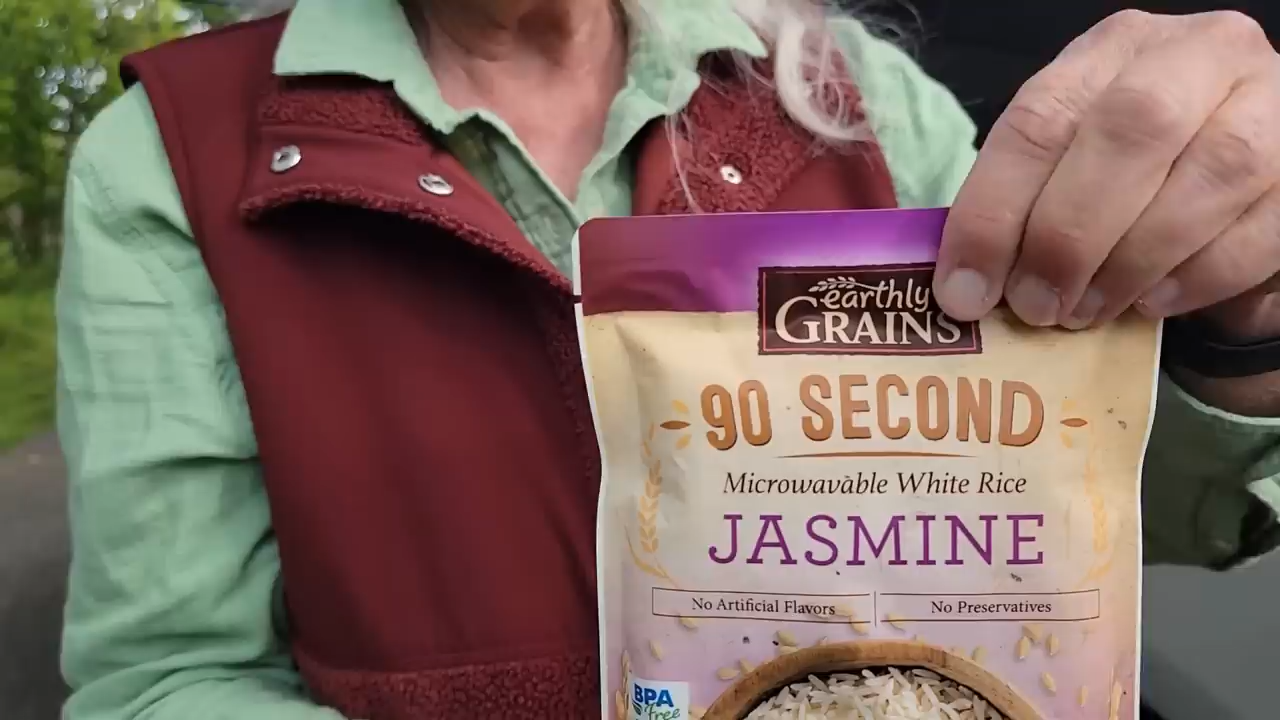 earthly
GRAINS
90 SECOND
Microwavable White Rice
JASMINE
No Artificial Flavors
No Preservatives
BPA
free